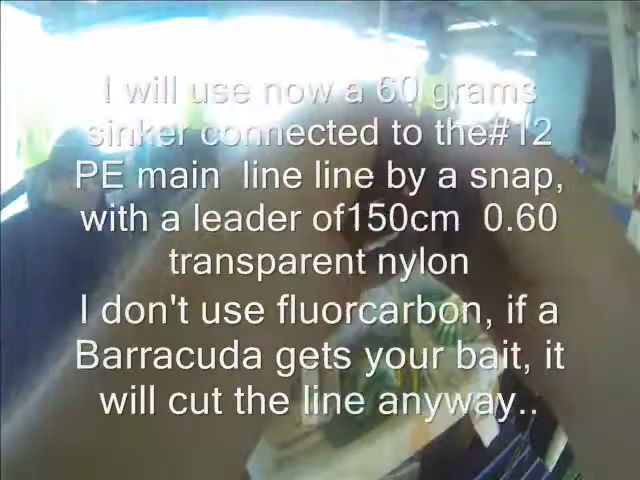 I will use now a 60 grams
sinker connected to the#12
PE main  line line by a snap,
with a leader of150cm  0.60
transparent nylon
I don't use fluorcarbon, if a
Barracuda gets your bait, it
will cut the line anyway..